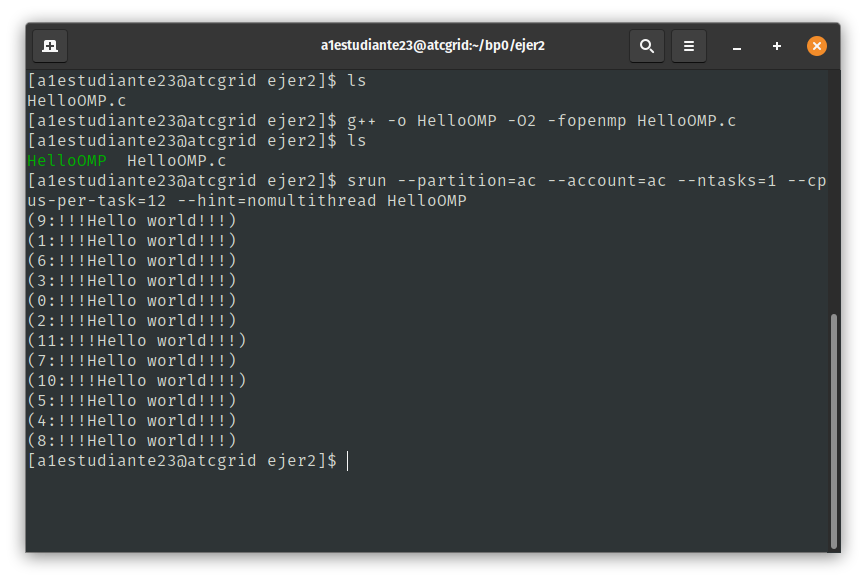 a1estudiante23@atcgrid:~/bp0/ejer2
[a1estudiante23@atcgrid ejer2]$ ls
HelloOMP.c
[a1estudiante23@atcgrid ejer2]$ g++ -o HelloOMP -O2 -fopenmp HelloOMP.c
[a1estudiante23@atcgrid ejer2]$ ls
HelloOMP  HelloOMP.c
[a1estudiante23@atcgrid ejer2]$ srun --partition=ac --account=ac --ntasks=1 --cp
us-per-task=12 --hint=nomultithread HelloOMP
(9:!!!Hello world!!!)
(1:!!!Hello world!!!)
(6:!!!Hello world!!!)
(3:!!!Hello world!!!)
(0:!!!Hello world!!!)
(2:!!!Hello world!!!)
(11:!!!Hello world!!!)
(7:!!!Hello world!!!)
(10:!!!Hello world!!!)
(5:!!!Hello world!!!)
(4:!!!Hello world!!!)
(8:!!!Hello world!!!)
[a1estudiante23@atcgrid ejer2]$